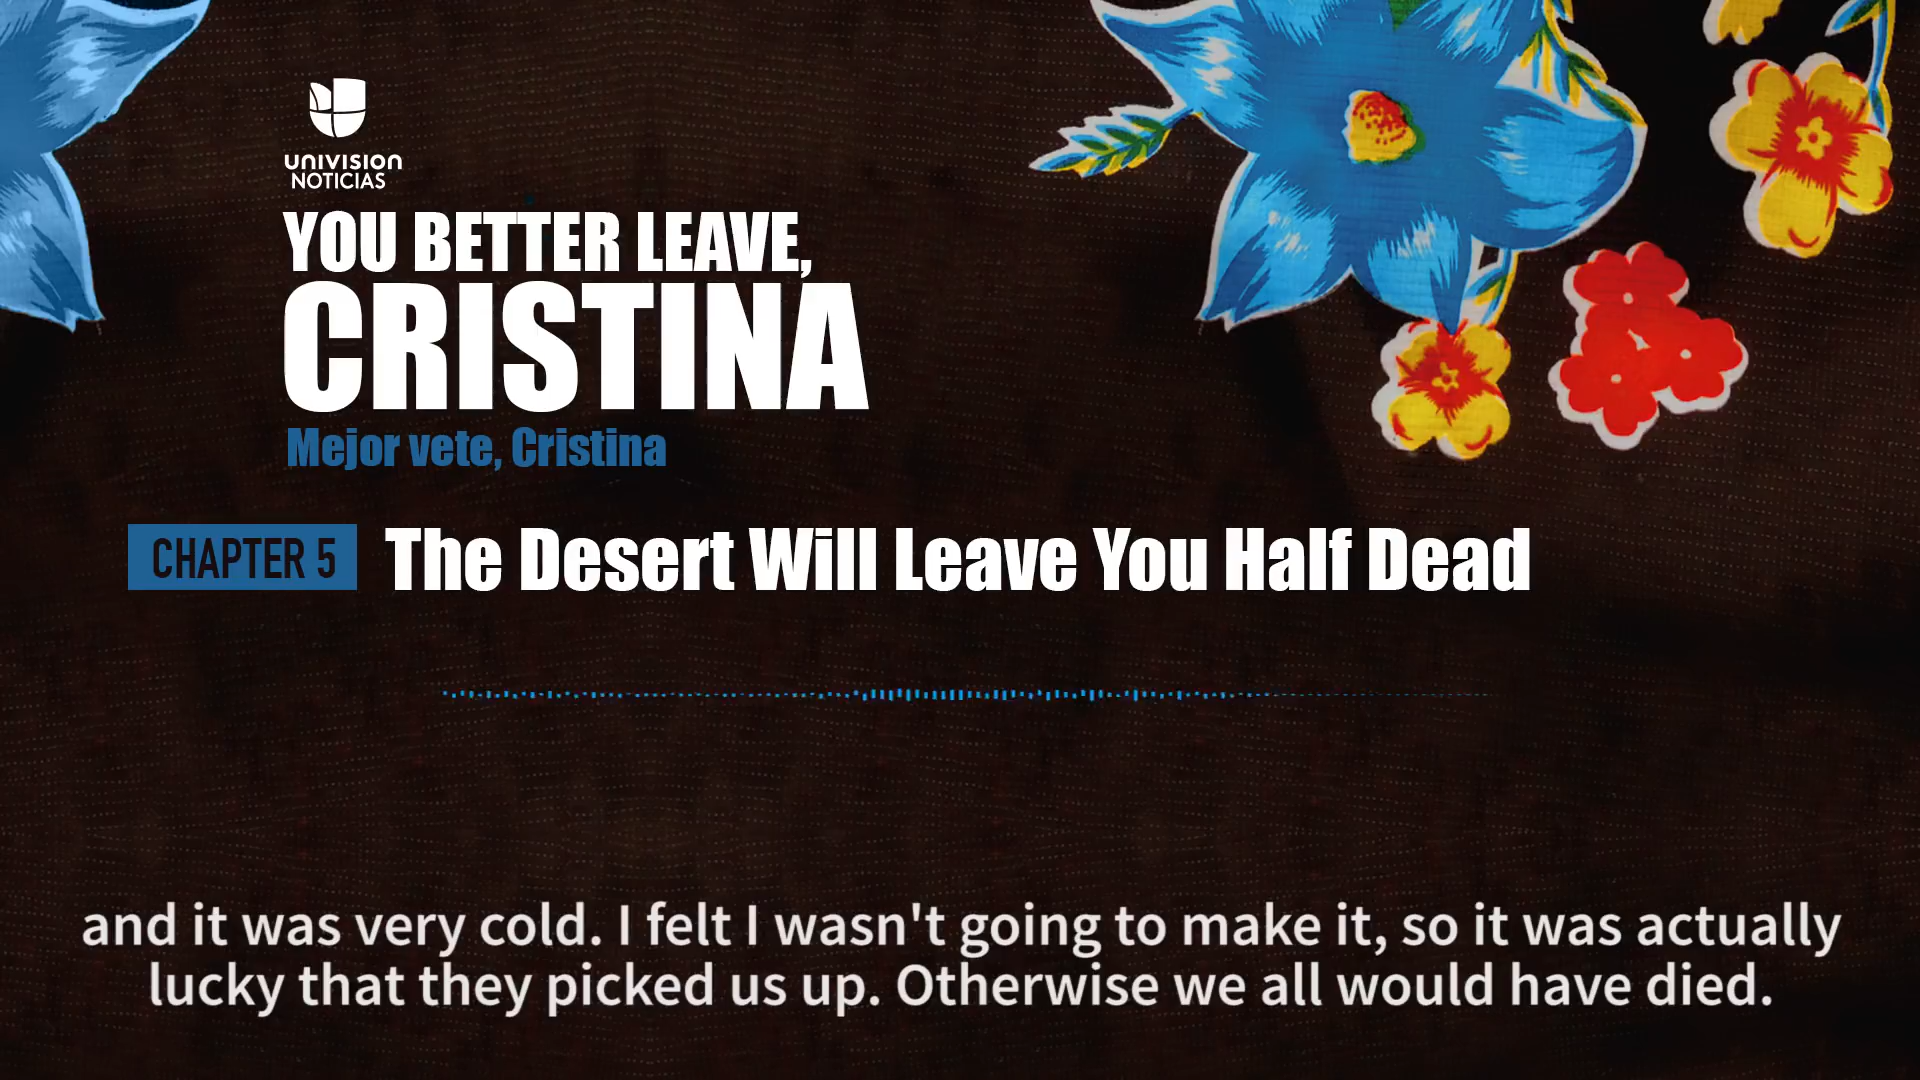 UNIVISION
NOTICIAS
YOU BETTER LEAVE,
CRISTINA
Mejor vete, Cristina
CHAPTER 5
The Desert Will Leave You Half Dead
and it was very cold. I felt I wasn't going to make it, so it was actually
lucky that they picked us up. Otherwise we all would have died.